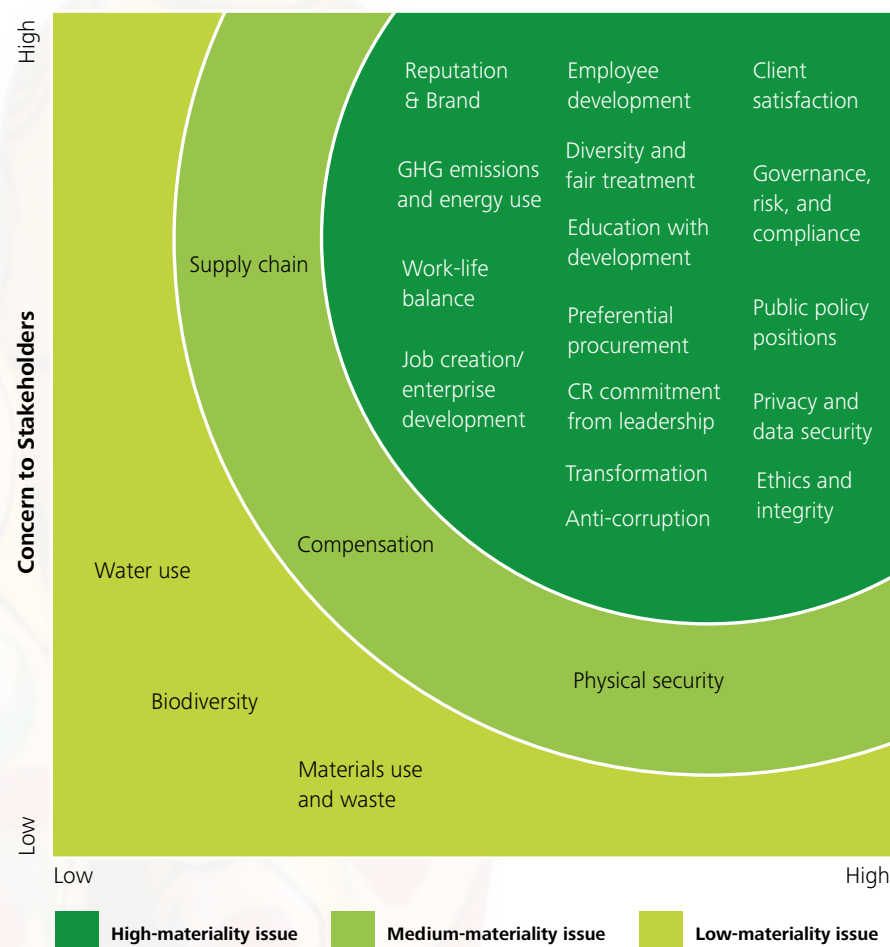 High
Concern to Stakeholders
Low
Reputation
& Brand
GHG emissions
and energy use
Work-life
balance
Job creation/
enterprise
development
Employee
development
Diversity and
fair treatment
Education with
development
Preferential
procurement
CR commitment
from leadership
Transformation
Anti-corruption
Client
satisfaction
Governance,
risk, and
compliance
Public policy
positions
Privacy and
data security
Ethics and
integrity
Supply chain
Compensation
Physical security
Water use
Biodiversity
Materials use
and waste
Low
High
High-materiality issue
Medium-materiality issue
Low-materiality issue